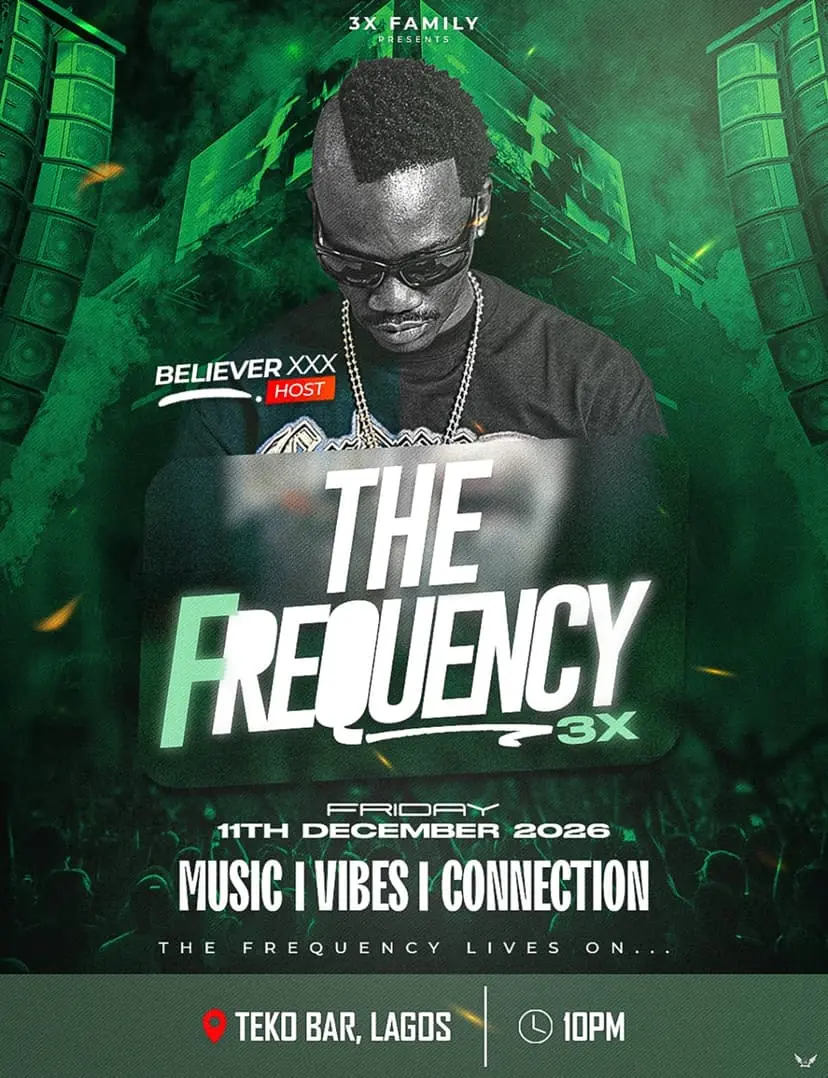 3X FAMILY
PRESENTS
BELIEVER XXX
HOST
THE
FREQUENCY
3X
FRIDAY
11TH DECEMBER 2026
MUSIC | VIBES | CONNECTION
THE FREQUENCY LIVES ON...
TEKO BAR, LAGOS | 10PM